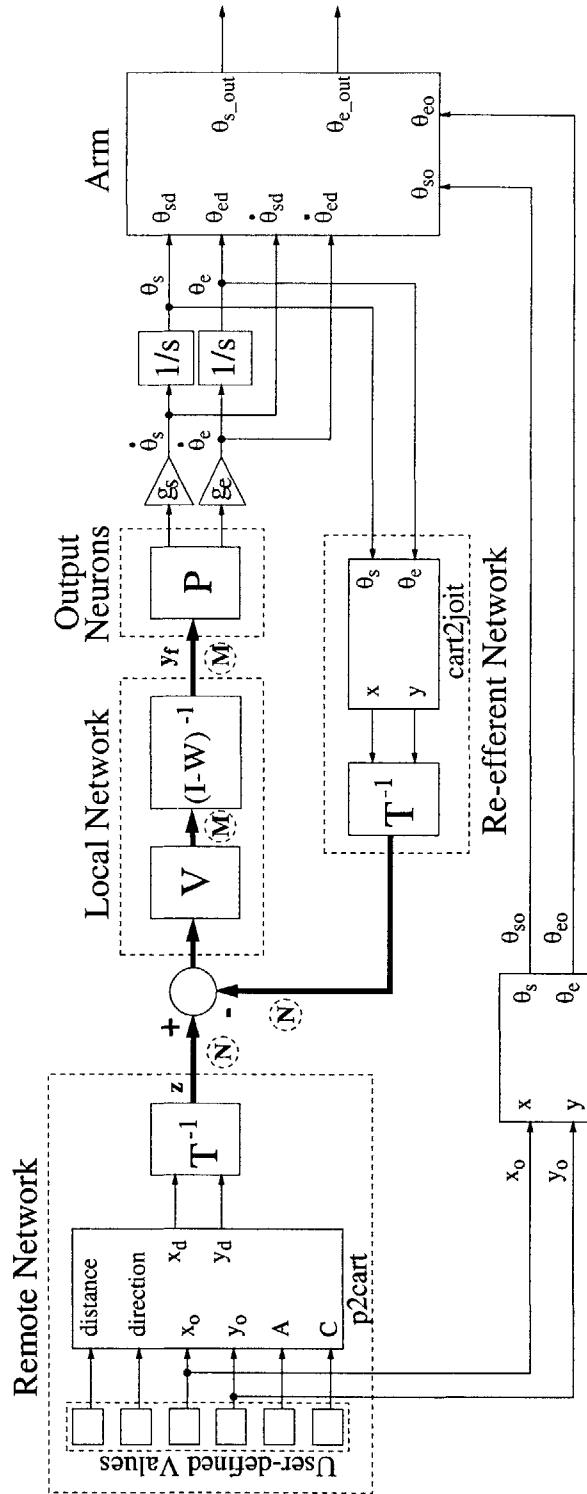 Remote Network
User-defined Values
distance
direction
x_o
y_o
A
C
x_d
y_d
p2cart
T^-1
z
N
+
-
N
Local Network
V
M
(I-W)^-1
y_f
M
Output
Neurons
P
g_s
g_e
θ̇_s
θ̇_e
1/s
1/s
θ_s
θ_e
Arm
θ_sd
θ_ed
θ̇_sd
θ̇_ed
θ_s_out
θ_e_out
θ_so
θ_eo
Re-efferent Network
T^-1
x
y
θ_s
θ_e
cart2joit
x_o
y_o
x
y
θ_s
θ_e
θ_so
θ_eo